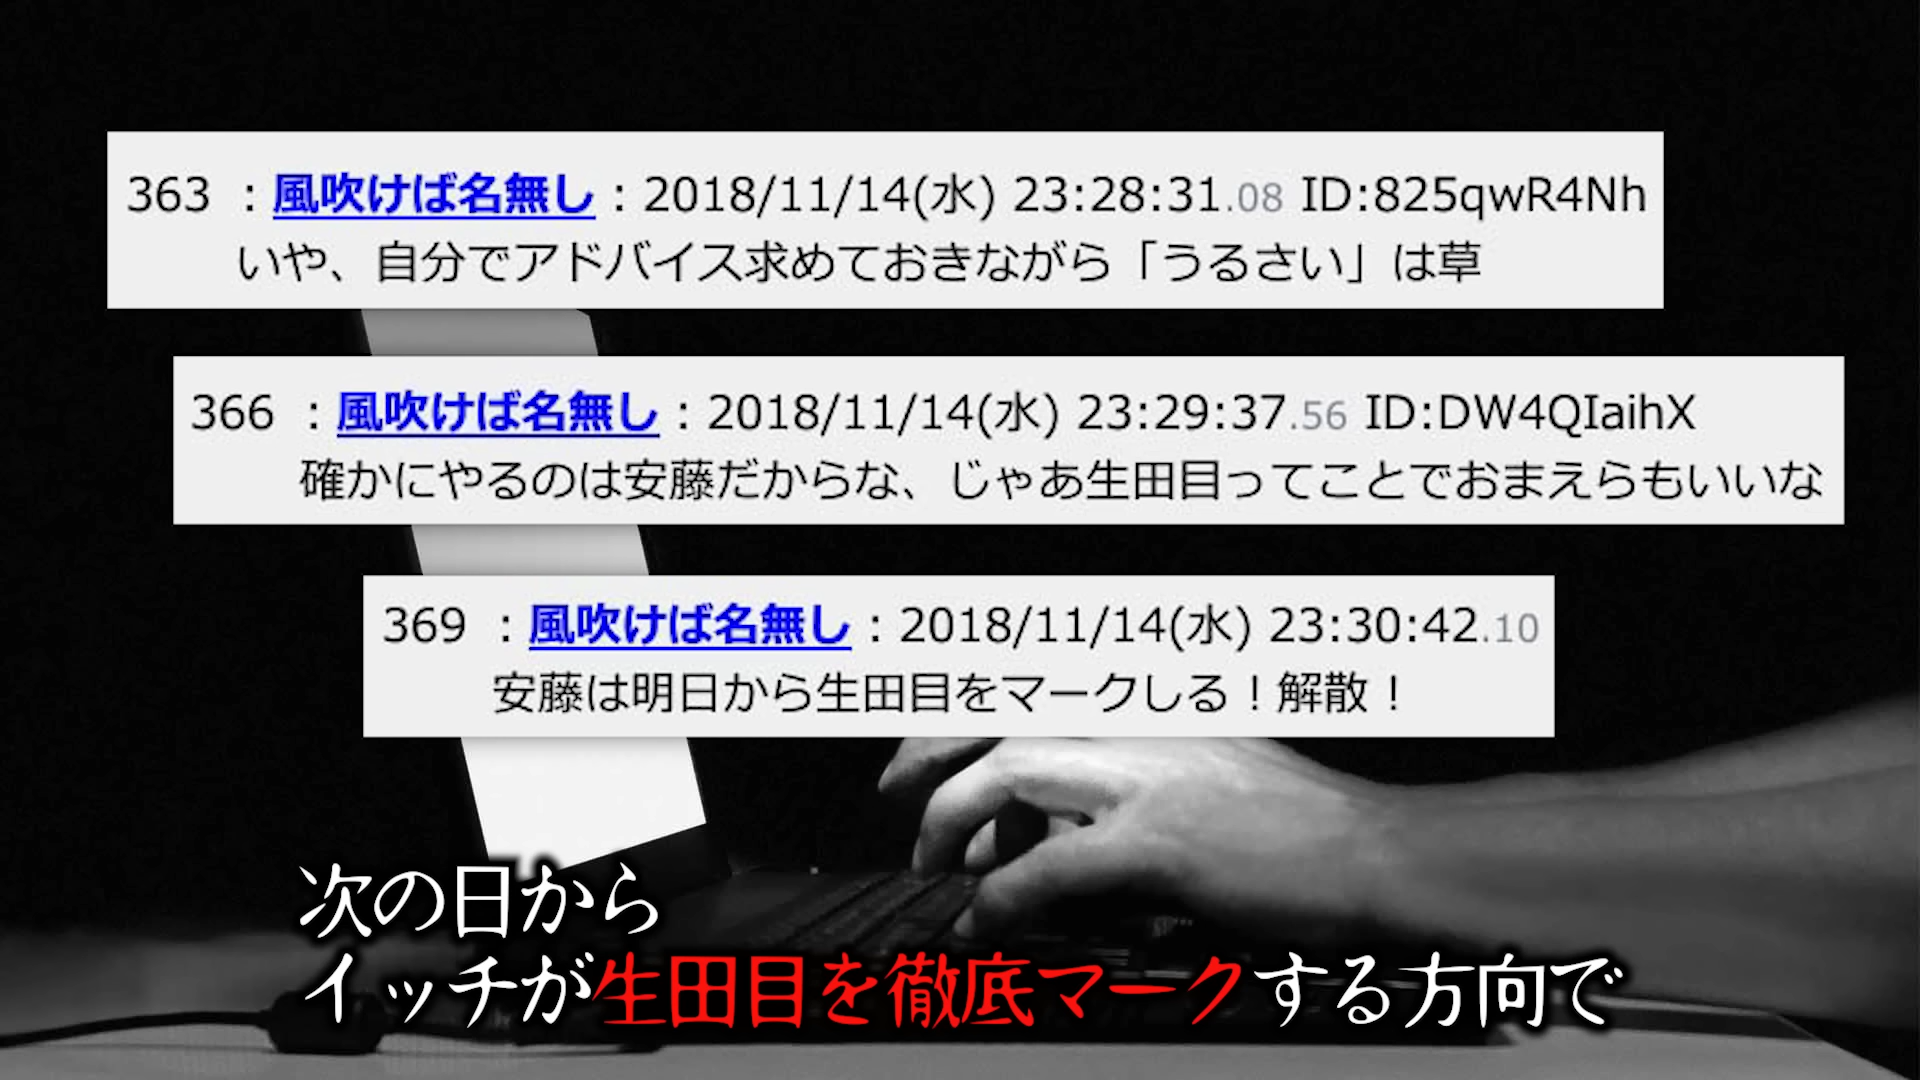 363 ：風吹けば名無し：2018/11/14(水) 23:28:31.08 ID:825qwR4Nh
いや、自分でアドバイス求めておきながら「うるさい」は草
366 ：風吹けば名無し：2018/11/14(水) 23:29:37.56 ID:DW4QIaihX
確かにやるのは安藤だからな、じゃあ生田目ってことでおまえらもいいな
369 ：風吹けば名無し：2018/11/14(水) 23:30:42.10
安藤は明日から生田目をマークしる！解散！
次の日から
イッチが生田目を徹底マークする方向で